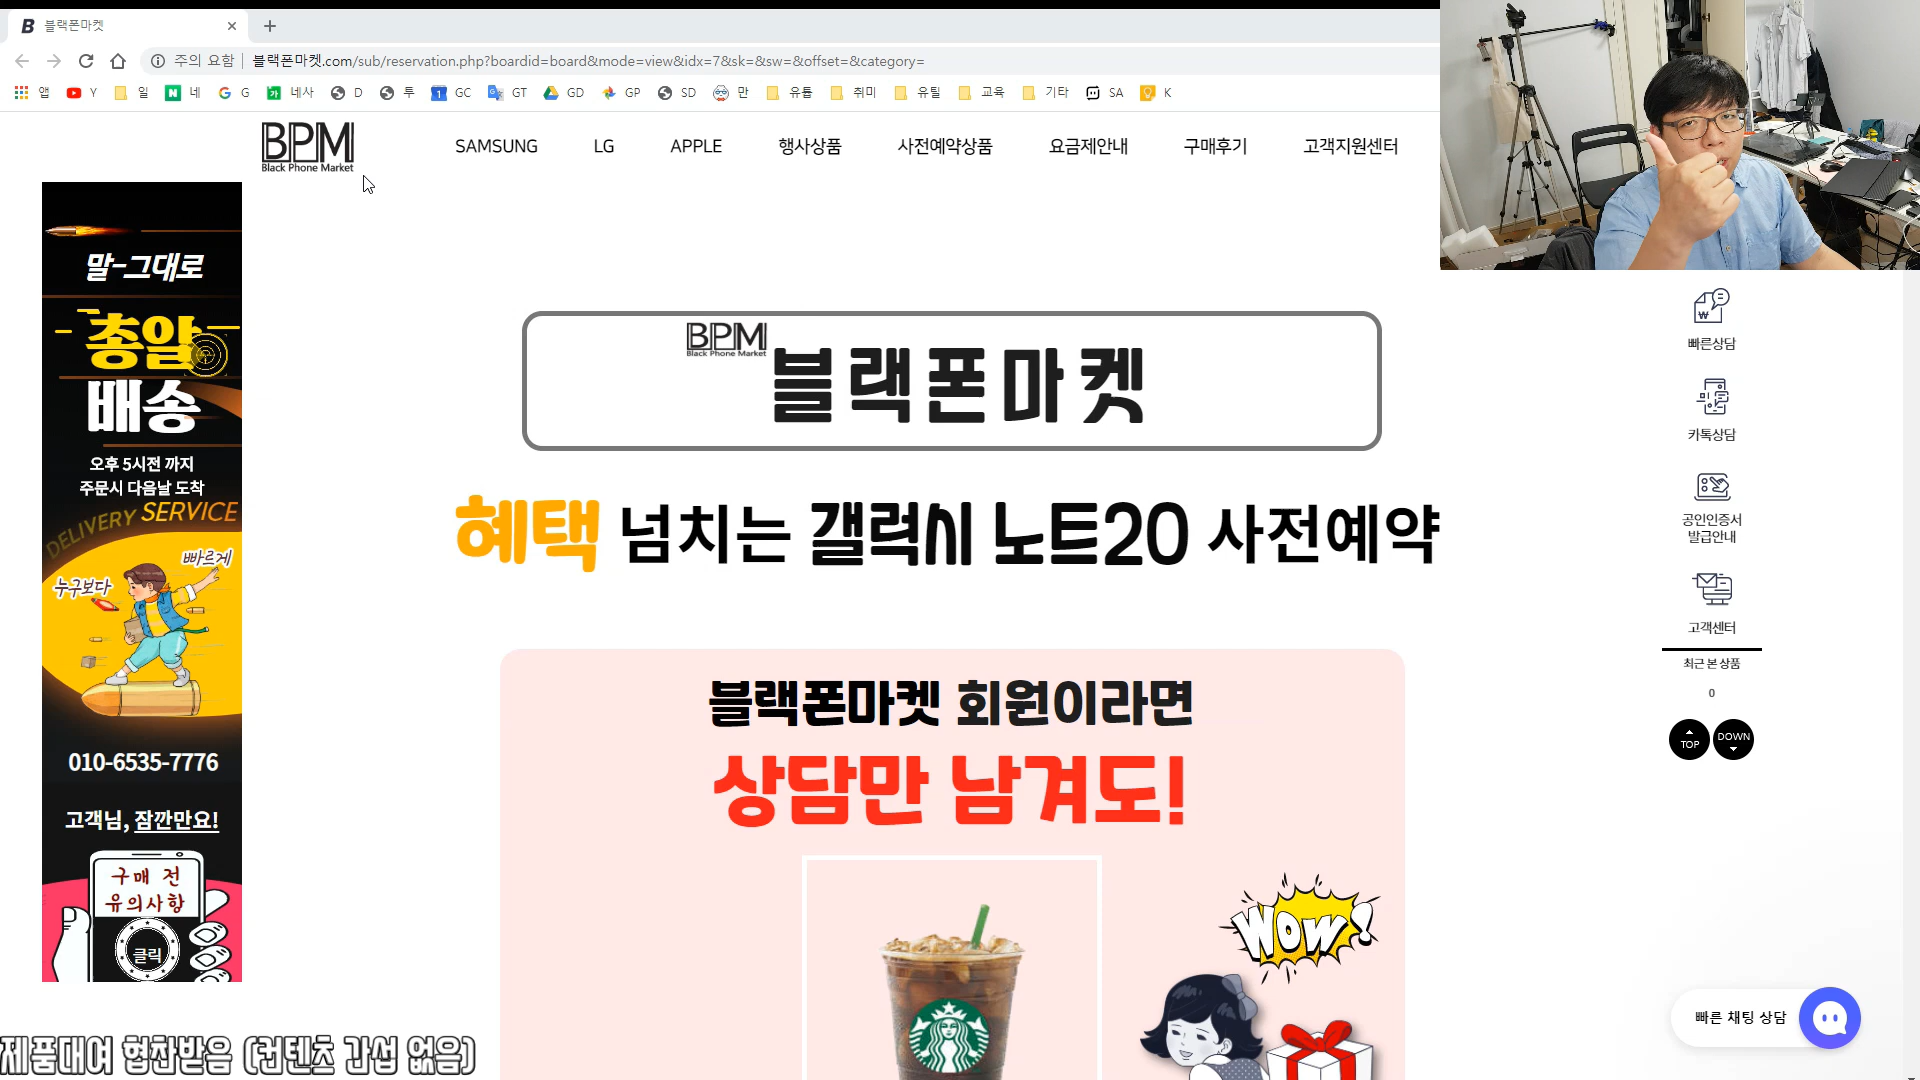 블랙폰마켓
주의 요함
블랙폰마켓.com/sub/reservation.php?boardid=board&mode=view&idx=7&sk=&sw=&offset=&category=
앱 Y 일 네 G 네사 D 투 GC GT GD GP SD 만 유튭 취미 유틸 교육 기타 SA K
BPM
Black Phone Market
SAMSUNG LG APPLE 행사상품 사전예약상품 요금제안내 구매후기 고객지원센터
말-그대로
총알
배송
오후 5시전 까지
주문시 다음날 도착
DELIVERY SERVICE
빠르게
누구보다
010-6535-7776
고객님, 잠깐만요!
구매 전
유의사항
클릭
BPM
Black Phone Market
블랙폰마켓
혜택 넘치는 갤럭시 노트20 사전예약
블랙폰마켓 회원이라면
상담만 남겨도!
WOW!
빠른상담
카톡상담
공인인증서
발급안내
고객센터
최근 본 상품
0
TOP
DOWN
빠른 채팅 상담
제품대여 협찬받음 (컨텐츠 간섭 없음)